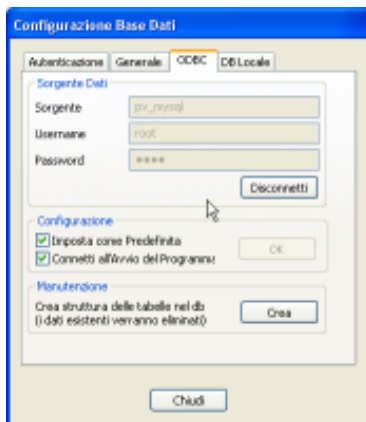 Configurazione Base Dati
Autenticazione Generale ODBC DB Locale
Sorgente Dati
Sorgente pv_mysql
Username root
Password ****
Disconnetti
Configurazione
Imposta come Predefinita
Connetti all'Avvio del Programma
OK
Manutenzione
Crea struttura delle tabelle nel db
(i dati esistenti verranno eliminati)
Crea
Chiudi